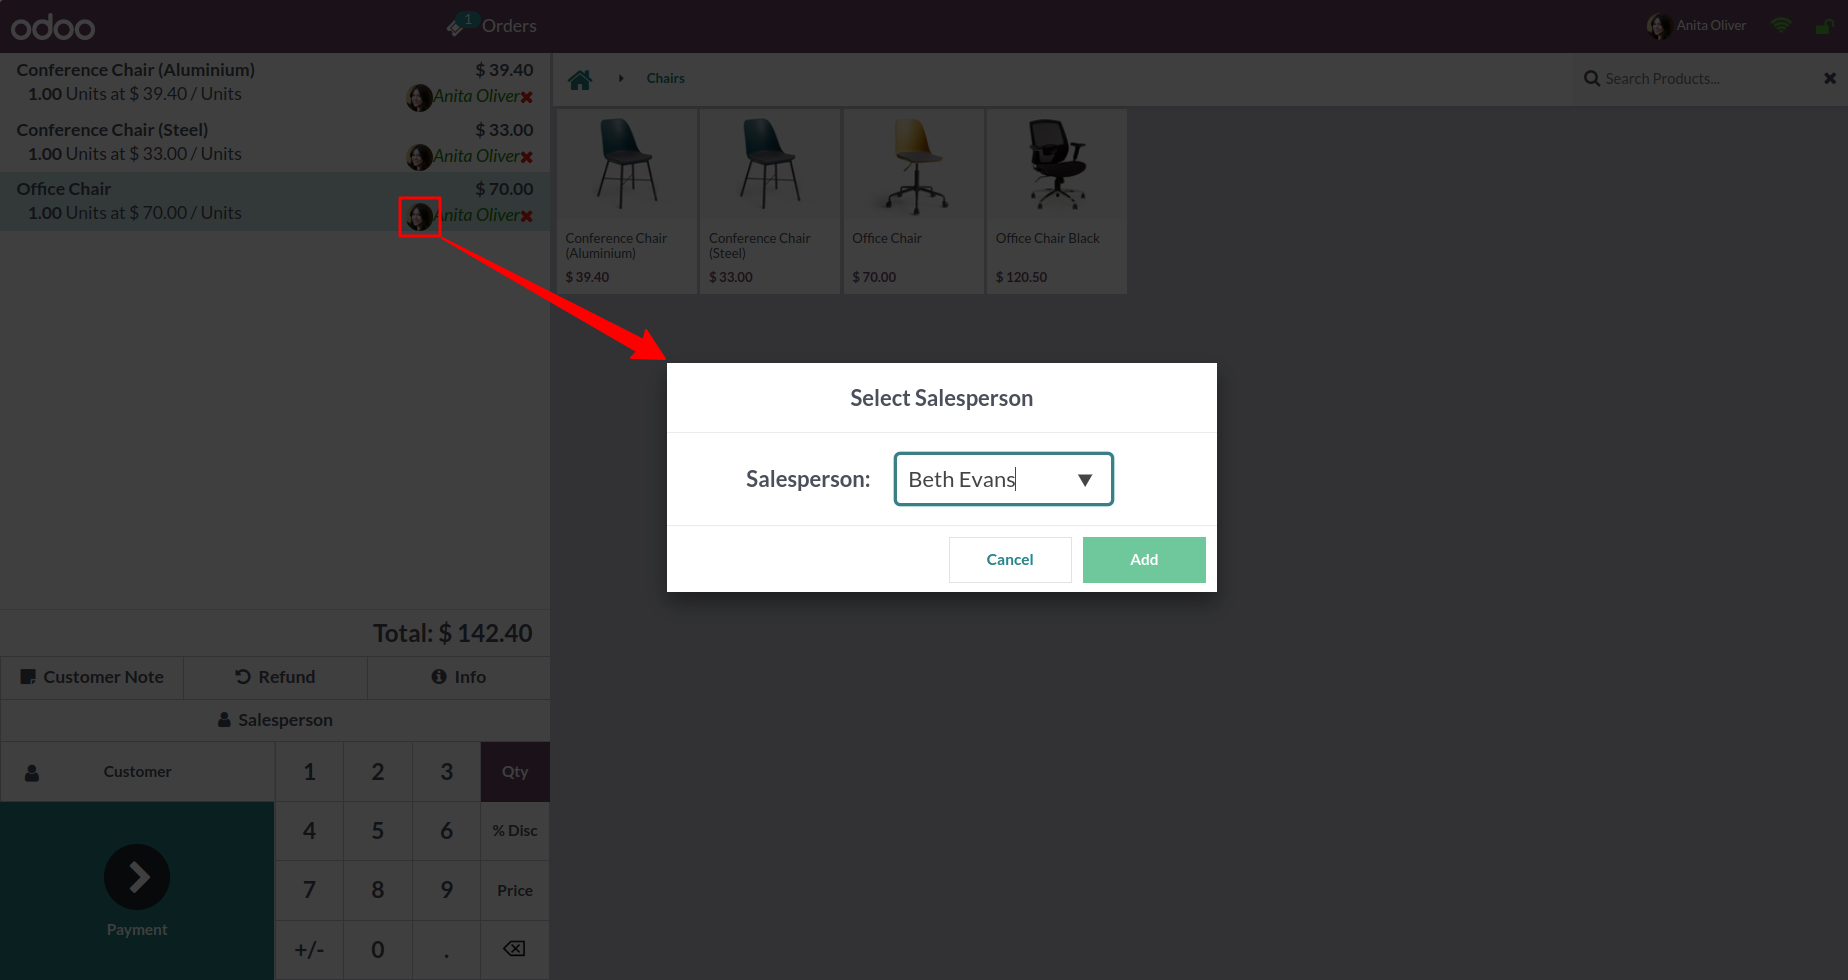 odoo
1
Orders
Anita Oliver
Conference Chair (Aluminium) $ 39.40
1.00 Units at $ 39.40 / Units Anita Oliver
Conference Chair (Steel) $ 33.00
1.00 Units at $ 33.00 / Units Anita Oliver
Office Chair $ 70.00
1.00 Units at $ 70.00 / Units Anita Oliver
Chairs
Search Products...
Conference Chair
(Aluminium)
$ 39.40
Conference Chair
(Steel)
$ 33.00
Office Chair
$ 70.00
Office Chair Black
$ 120.50
Select Salesperson
Salesperson: Beth Evans
Cancel Add
Total: $ 142.40
Customer Note Refund Info
Salesperson
Customer 1 2 3 Qty
4 5 6 % Disc
7 8 9 Price
Payment
+/- 0 .